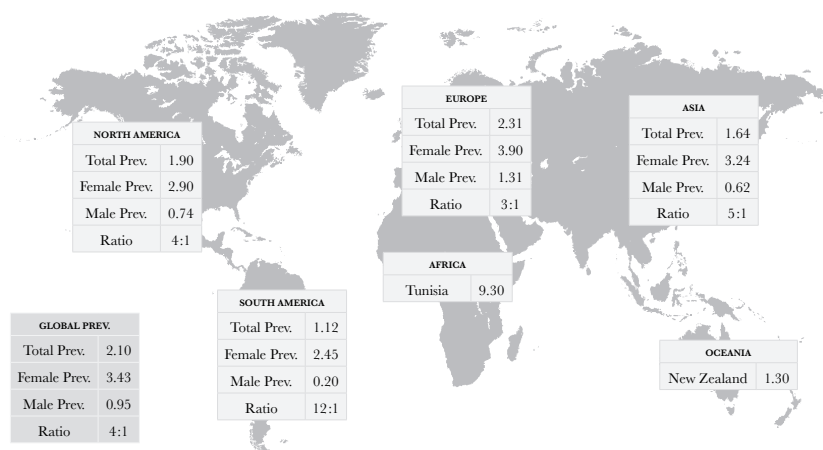 NORTH AMERICA
Total Prev. 1.90
Female Prev. 2.90
Male Prev. 0.74
Ratio 4:1
EUROPE
Total Prev. 2.31
Female Prev. 3.90
Male Prev. 1.31
Ratio 3:1
ASIA
Total Prev. 1.64
Female Prev. 3.24
Male Prev. 0.62
Ratio 5:1
AFRICA
Tunisia 9.30
SOUTH AMERICA
Total Prev. 1.12
Female Prev. 2.45
Male Prev. 0.20
Ratio 12:1
GLOBAL PREV.
Total Prev. 2.10
Female Prev. 3.43
Male Prev. 0.95
Ratio 4:1
OCEANIA
New Zealand 1.30